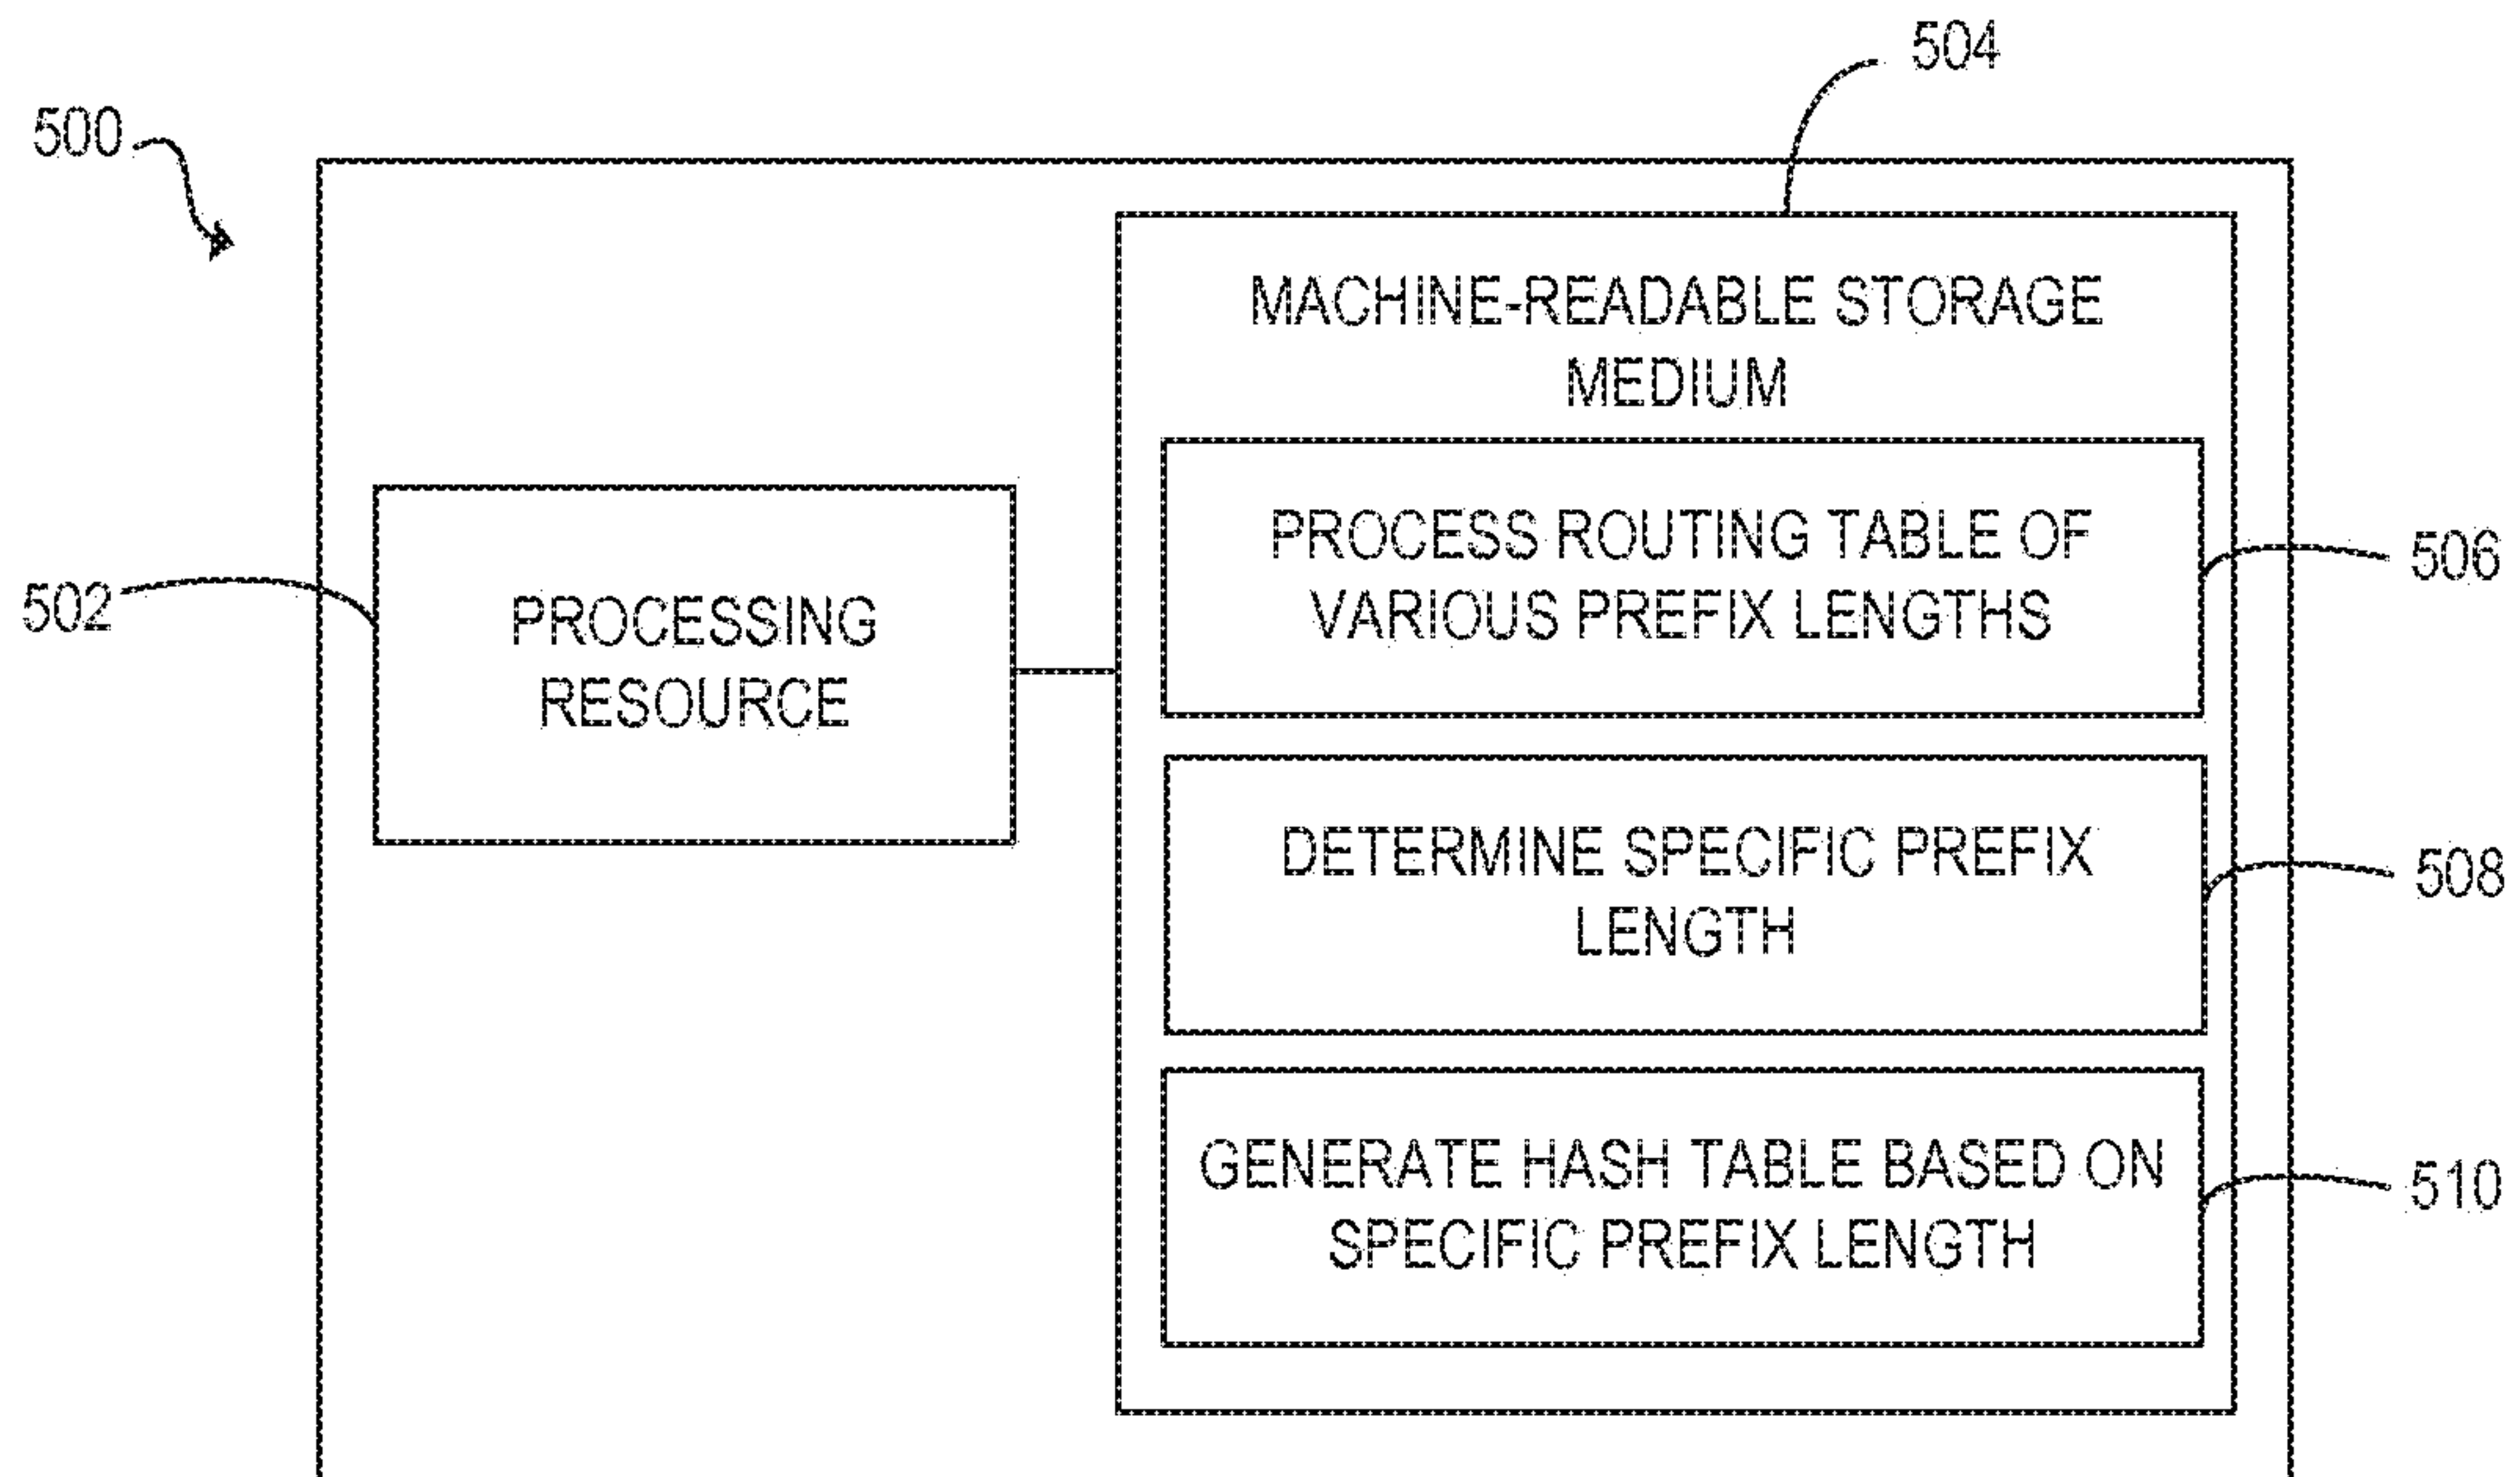 504
500
MACHINE-READABLE STORAGE
MEDIUM
PROCESS ROUTING TABLE OF
VARIOUS PREFIX LENGTHS
506
502
PROCESSING
RESOURCE
DETERMINE SPECIFIC PREFIX
LENGTH
508
GENERATE HASH TABLE BASED ON
SPECIFIC PREFIX LENGTH
510